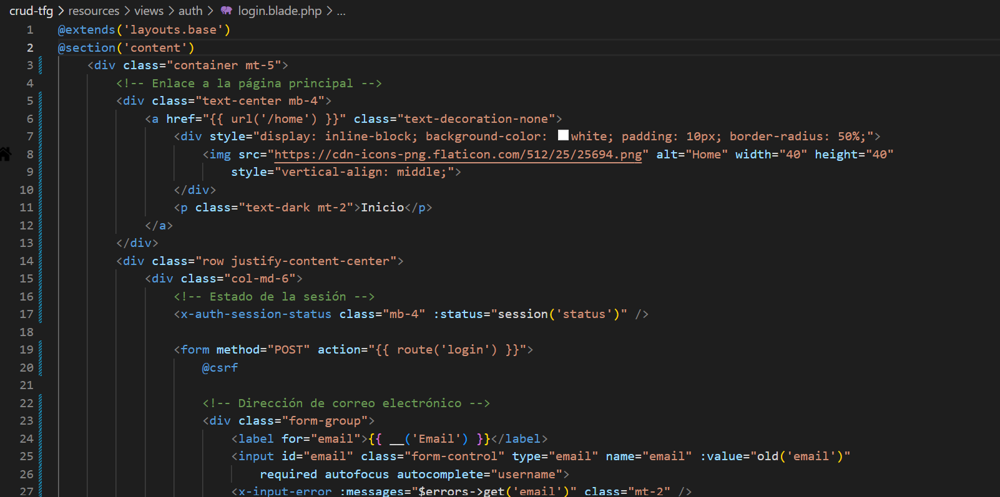 crud-tfg > resources > views > auth > login.blade.php > ...
1 @extends('layouts.base')
2 @section('content')
3 <div class="container mt-5">
4 <!-- Enlace a la página principal -->
5 <div class="text-center mb-4">
6 <a href="{{ url('/home') }}" class="text-decoration-none">
7 <div style="display: inline-block; background-color: white; padding: 10px; border-radius: 50%;">
8 <img src="https://cdn-icons-png.flaticon.com/512/25/25694.png" alt="Home" width="40" height="40"
9 style="vertical-align: middle;">
10 </div>
11 <p class="text-dark mt-2">Inicio</p>
12 </a>
13 </div>
14 <div class="row justify-content-center">
15 <div class="col-md-6">
16 <!-- Estado de la sesión -->
17 <x-auth-session-status class="mb-4" :status="session('status')" />
18
19 <form method="POST" action="{{ route('login') }}">
20 @csrf
21
22 <!-- Dirección de correo electrónico -->
23 <div class="form-group">
24 <label for="email">{{ __('Email') }}</label>
25 <input id="email" class="form-control" type="email" name="email" :value="old('email')"
26 required autofocus autocomplete="username">
27 <x-input-error :messages="$errors->get('email')" class="mt-2" />